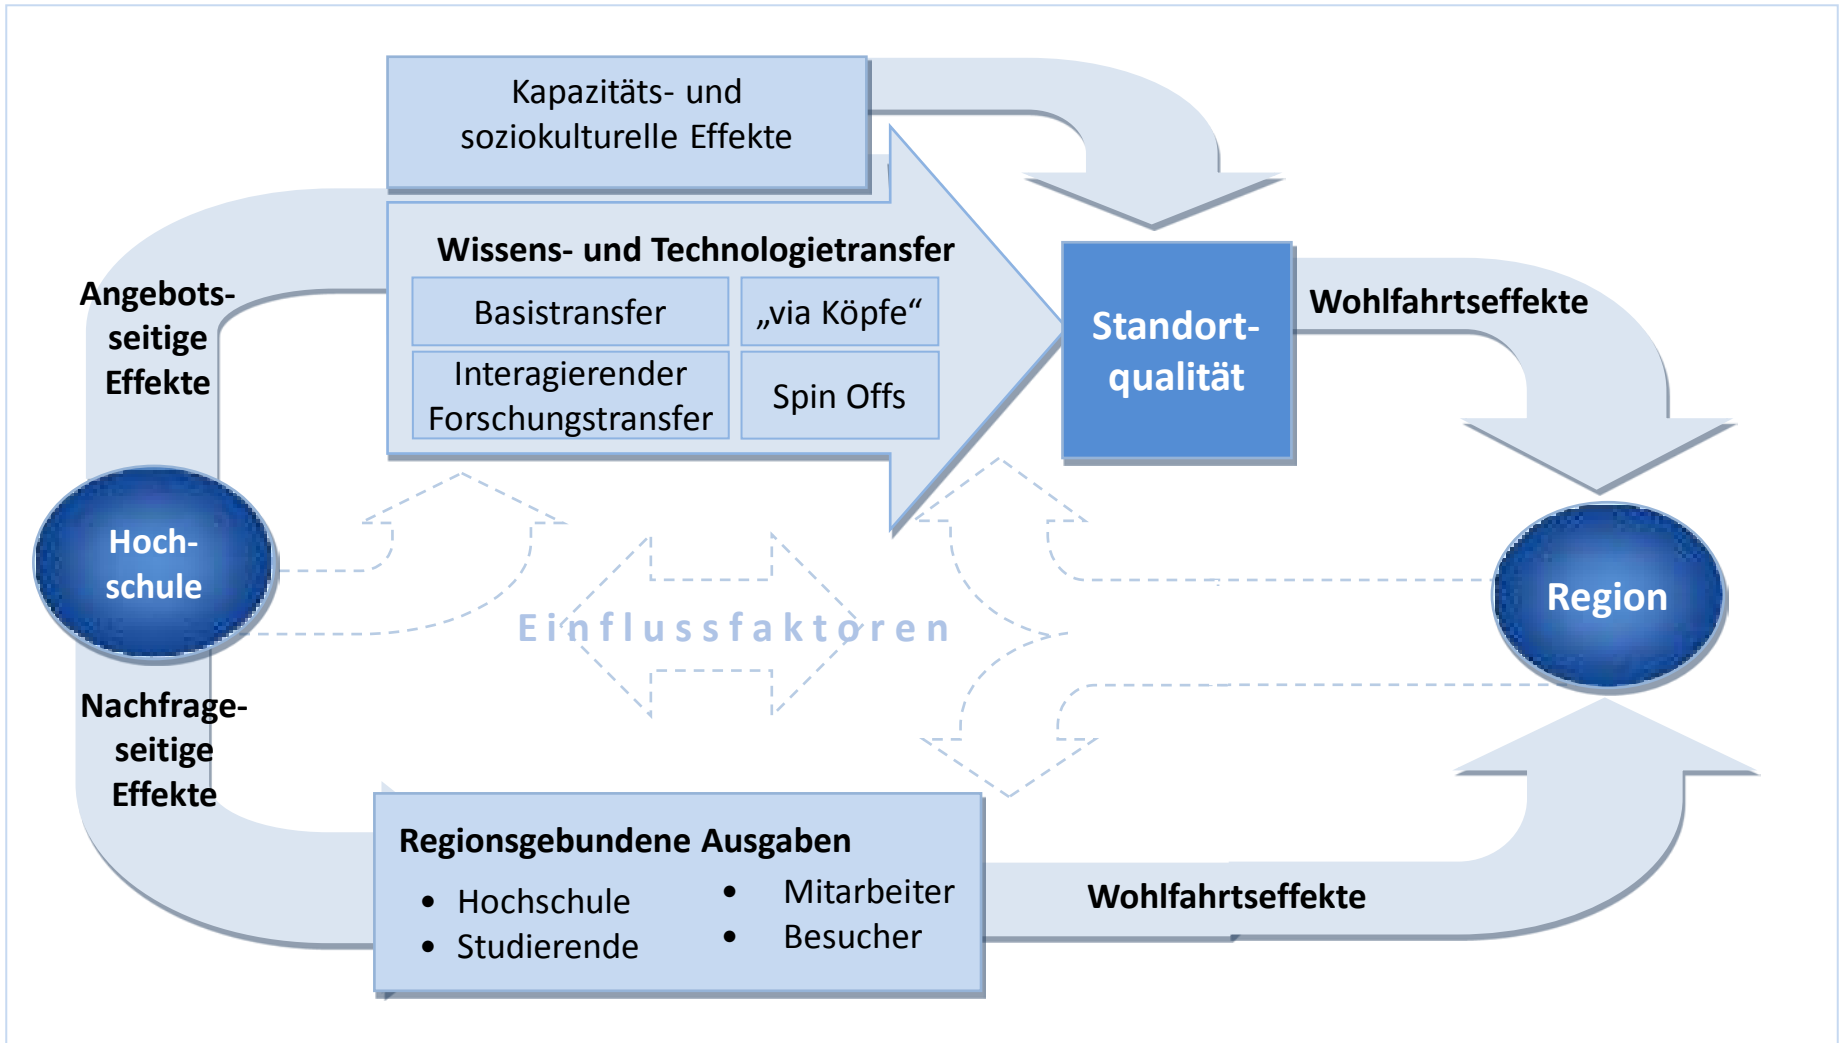 Kapazitäts- und
soziokulturelle Effekte
Wissens- und Technologietransfer
Basistransfer
„via Köpfe“
Interagierender
Forschungstransfer
Spin Offs
Angebots-
seitige
Effekte
Standort-
qualität
Wohlfahrtseffekte
Hoch-
schule
Einflussfaktoren
Region
Nachfrage-
seitige
Effekte
Regionsgebundene Ausgaben
• Hochschule
• Studierende
• Mitarbeiter
• Besucher
Wohlfahrtseffekte